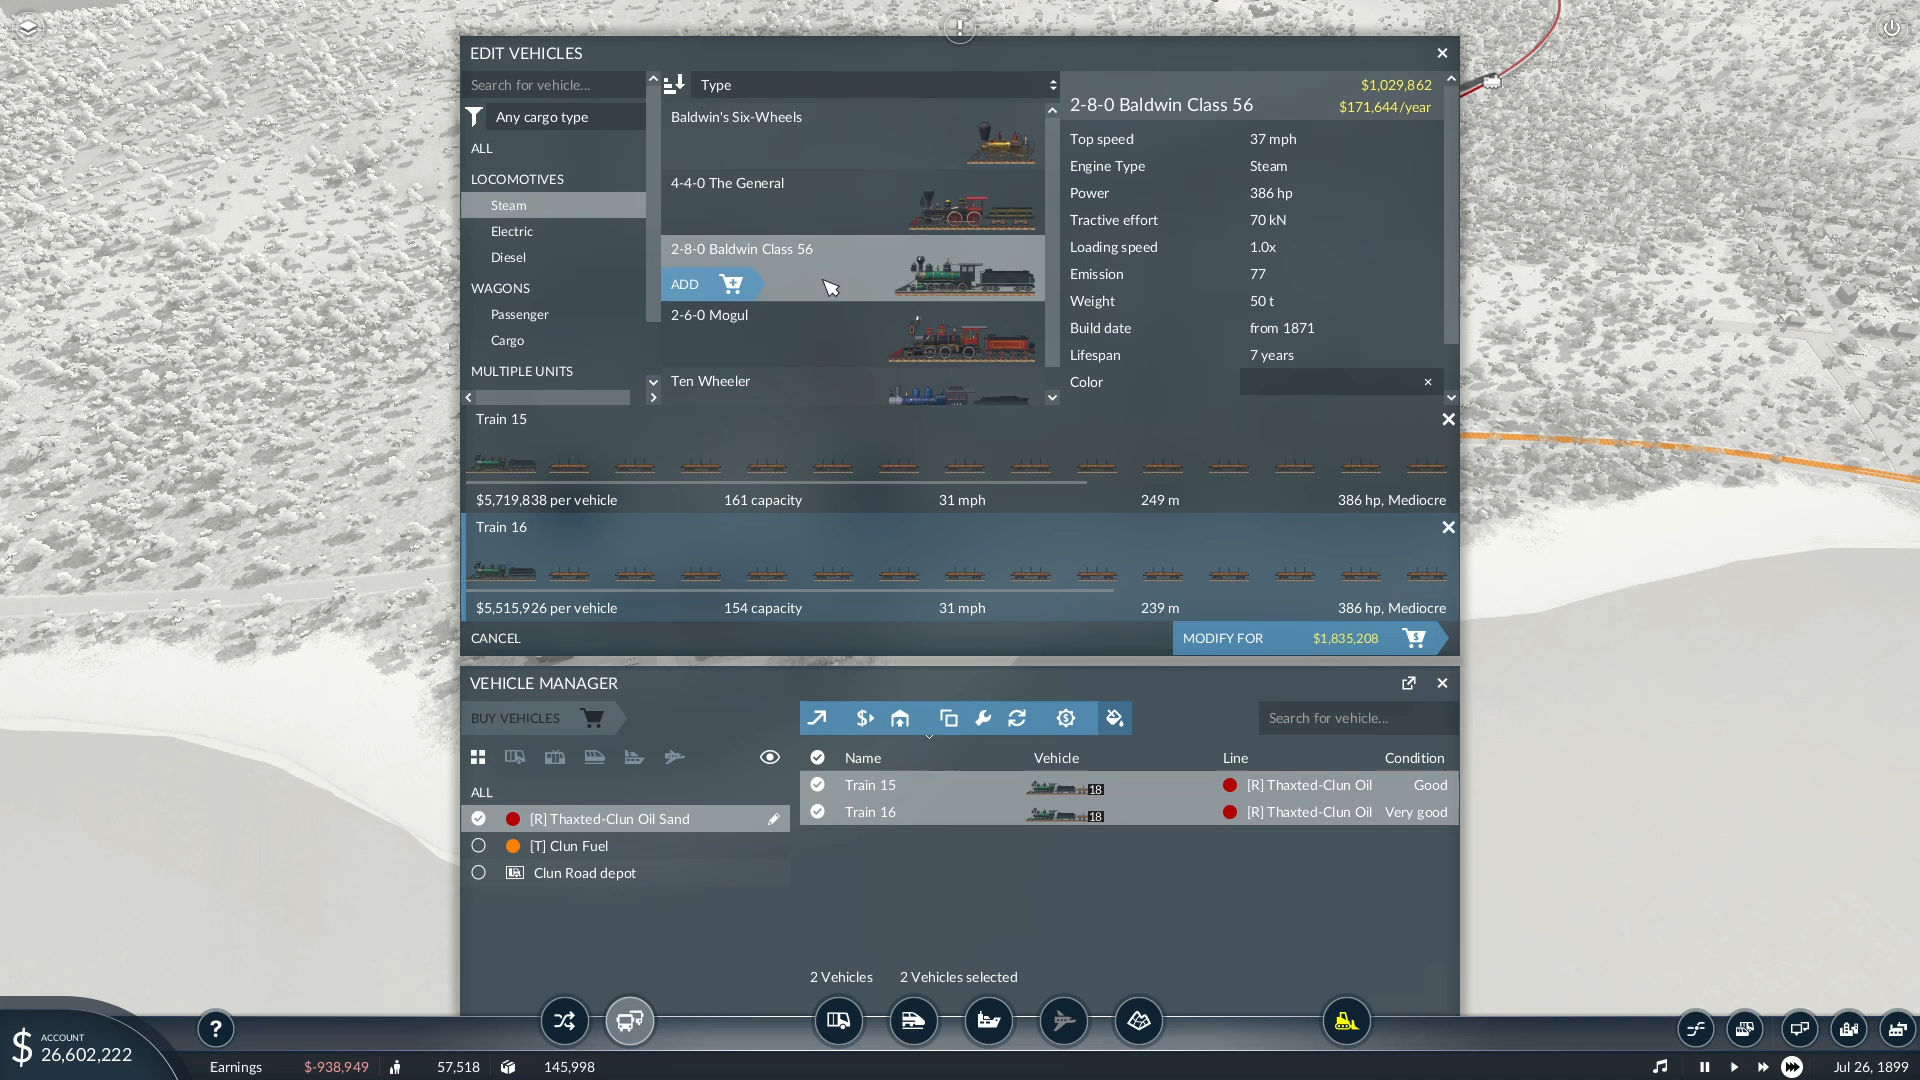 EDIT VEHICLES
Search for vehicle...
Any cargo type
ALL
LOCOMOTIVES
Steam
Electric
Diesel
WAGONS
Passenger
Cargo
MULTIPLE UNITS
Type
Baldwin's Six-Wheels
4-4-0 The General
2-8-0 Baldwin Class 56
ADD
2-6-0 Mogul
Ten Wheeler
$1,029,862
2-8-0 Baldwin Class 56
$171,644/year
Top speed 37 mph
Engine Type Steam
Power 386 hp
Tractive effort 70 kN
Loading speed 1.0x
Emission 77
Weight 50 t
Build date from 1871
Lifespan 7 years
Color
Train 15
$5,719,838 per vehicle 161 capacity 31 mph 249 m 386 hp, Mediocre
Train 16
$5,515,926 per vehicle 154 capacity 31 mph 239 m 386 hp, Mediocre
CANCEL
MODIFY FOR $1,835,208
VEHICLE MANAGER
BUY VEHICLES
Search for vehicle...
ALL
[R] Thaxted-Clun Oil Sand
[T] Clun Fuel
Clun Road depot
Name Vehicle Line Condition
Train 15 18 [R] Thaxted-Clun Oil Good
Train 16 18 [R] Thaxted-Clun Oil Very good
2 Vehicles 2 Vehicles selected
ACCOUNT
$ 26,602,222
?
Earnings $-938,949 57,518 145,998
Jul 26, 1899